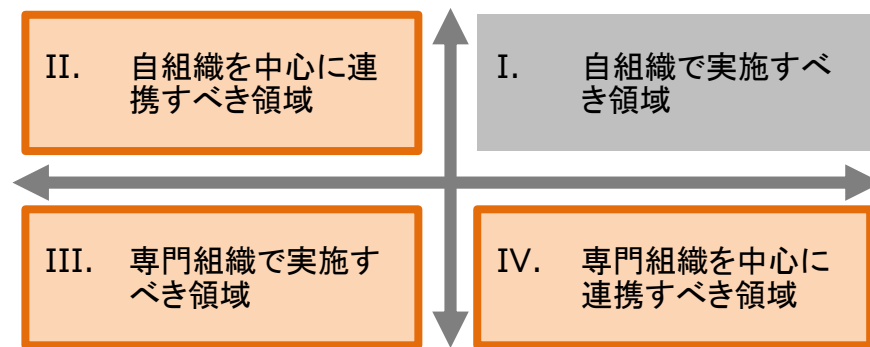 II. 自組織を中心に連
携すべき領域
I. 自組織で実施すべ
き領域
III. 専門組織で実施す
べき領域
IV. 専門組織を中心に
連携すべき領域